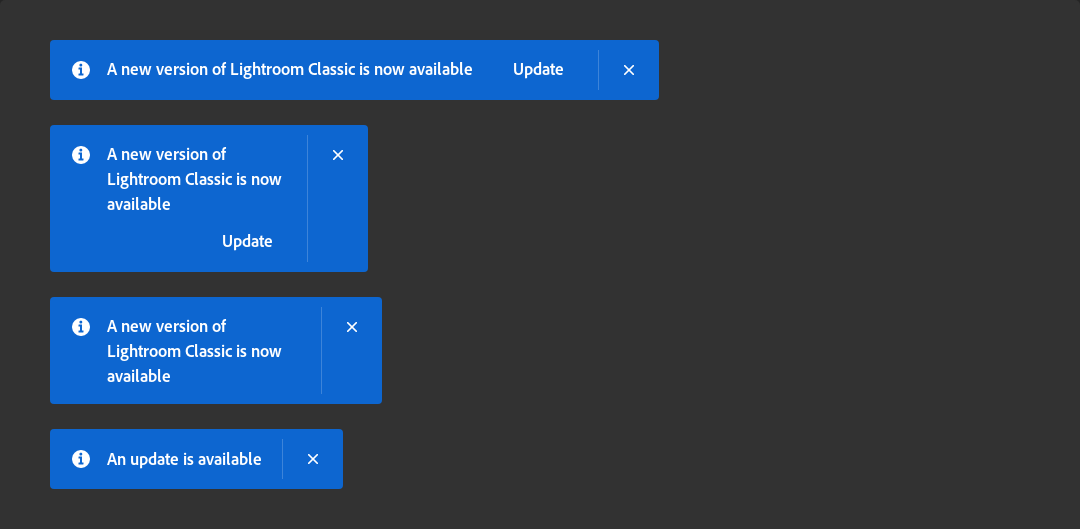 A new version of Lightroom Classic is now available Update
A new version of
Lightroom Classic is now
available
Update
A new version of
Lightroom Classic is now
available
An update is available